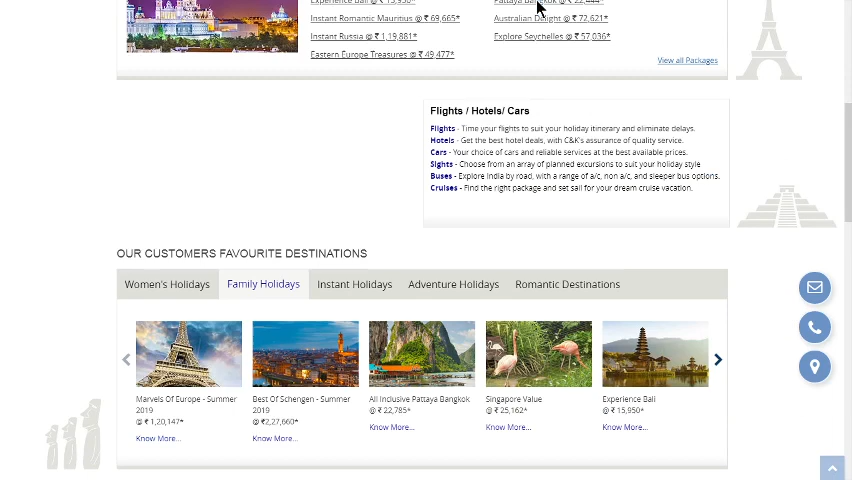 Experience Bali @ ₹ 15,950*
Pattaya Bangkok @ ₹ 22,444*
Instant Romantic Mauritius @ ₹ 69,665*
Australian Delight @ ₹ 72,621*
Instant Russia @ ₹ 1,19,881*
Explore Seychelles @ ₹ 57,036*
Eastern Europe Treasures @ ₹ 49,477*
View all Packages
Flights / Hotels/ Cars
Flights - Time your flights to suit your holiday itinerary and eliminate delays.
Hotels - Get the best hotel deals, with C&K's assurance of quality service.
Cars - Your choice of cars and reliable services at the best available prices.
Sights - Choose from an array of planned excursions to suit your holiday style
Buses - Explore India by road, with a range of a/c, non a/c, and sleeper bus options.
Cruises - Find the right package and set sail for your dream cruise vacation.
OUR CUSTOMERS FAVOURITE DESTINATIONS
Women's Holidays Family Holidays Instant Holidays Adventure Holidays Romantic Destinations
Marvels Of Europe - Summer
2019
@ ₹ 1,20,147*
Know More...
Best Of Schengen - Summer
2019
@ ₹2,27,660*
Know More...
All Inclusive Pattaya Bangkok
@ ₹ 22,785*
Know More...
Singapore Value
@ ₹ 25,162*
Know More...
Experience Bali
@ ₹ 15,950*
Know More...